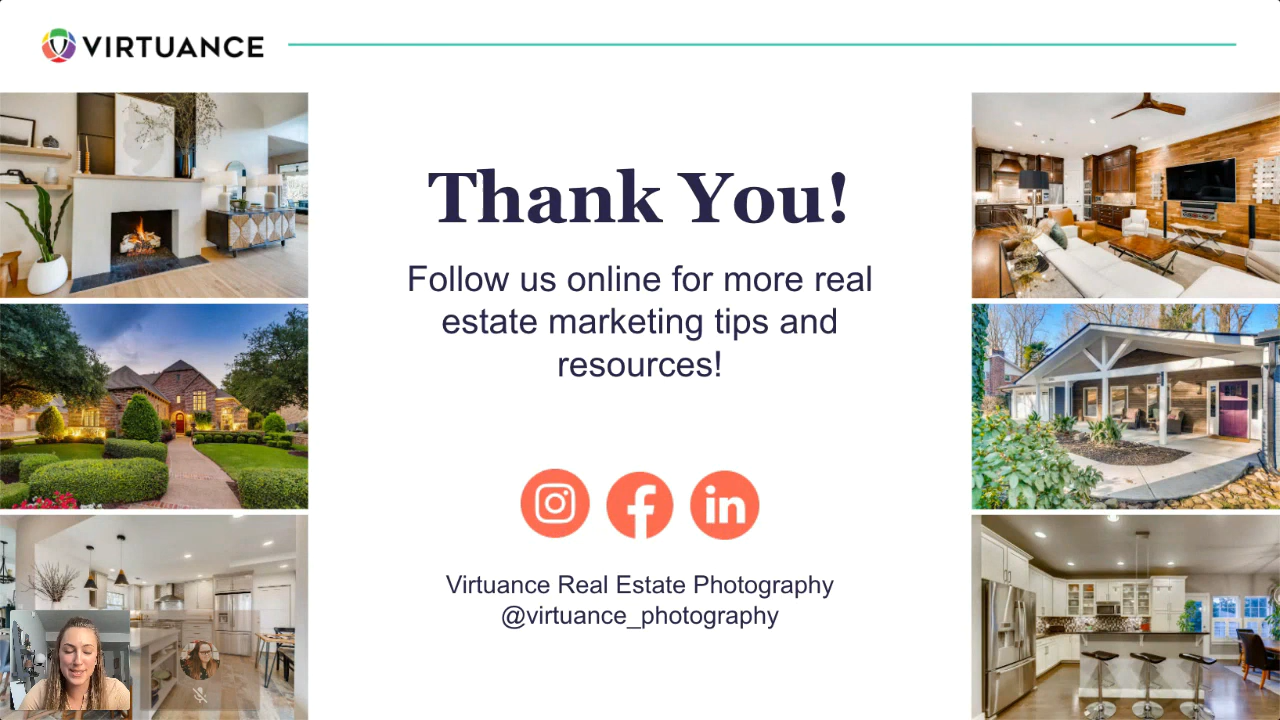 VIRTUANCE
Thank You!
Follow us online for more real
estate marketing tips and
resources!
Virtuance Real Estate Photography
@virtuance_photography